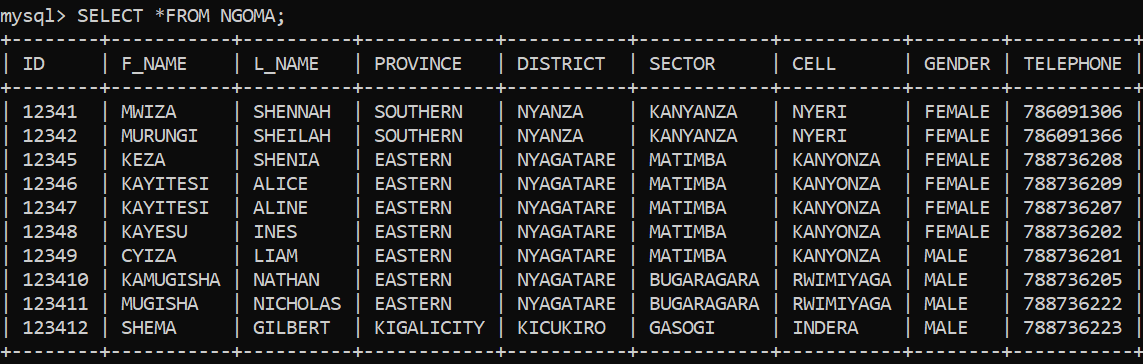 mysql> SELECT *FROM NGOMA;
+--------+-----------+----------+------------+-----------+------------+-----------+--------+-----------+
| ID     | F_NAME    | L_NAME   | PROVINCE   | DISTRICT  | SECTOR     | CELL      | GENDER | TELEPHONE |
+--------+-----------+----------+------------+-----------+------------+-----------+--------+-----------+
| 12341  | MWIZA     | SHENNAH  | SOUTHERN   | NYANZA    | KANYANZA   | NYERI     | FEMALE | 786091306 |
| 12342  | MURUNGI   | SHEILAH  | SOUTHERN   | NYANZA    | KANYANZA   | NYERI     | FEMALE | 786091366 |
| 12345  | KEZA      | SHENIA   | EASTERN    | NYAGATARE | MATIMBA    | KANYONZA  | FEMALE | 788736208 |
| 12346  | KAYITESI  | ALICE    | EASTERN    | NYAGATARE | MATIMBA    | KANYONZA  | FEMALE | 788736209 |
| 12347  | KAYITESI  | ALINE    | EASTERN    | NYAGATARE | MATIMBA    | KANYONZA  | FEMALE | 788736207 |
| 12348  | KAYESU    | INES     | EASTERN    | NYAGATARE | MATIMBA    | KANYONZA  | FEMALE | 788736202 |
| 12349  | CYIZA     | LIAM     | EASTERN    | NYAGATARE | MATIMBA    | KANYONZA  | MALE   | 788736201 |
| 123410 | KAMUGISHA | NATHAN   | EASTERN    | NYAGATARE | BUGARAGARA | RWIMIYAGA | MALE   | 788736205 |
| 123411 | MUGISHA   | NICHOLAS | EASTERN    | NYAGATARE | BUGARAGARA | RWIMIYAGA | MALE   | 788736222 |
| 123412 | SHEMA     | GILBERT  | KIGALICITY | KICUKIRO  | GASOGI     | INDERA    | MALE   | 788736223 |
+--------+-----------+----------+------------+-----------+------------+-----------+--------+-----------+